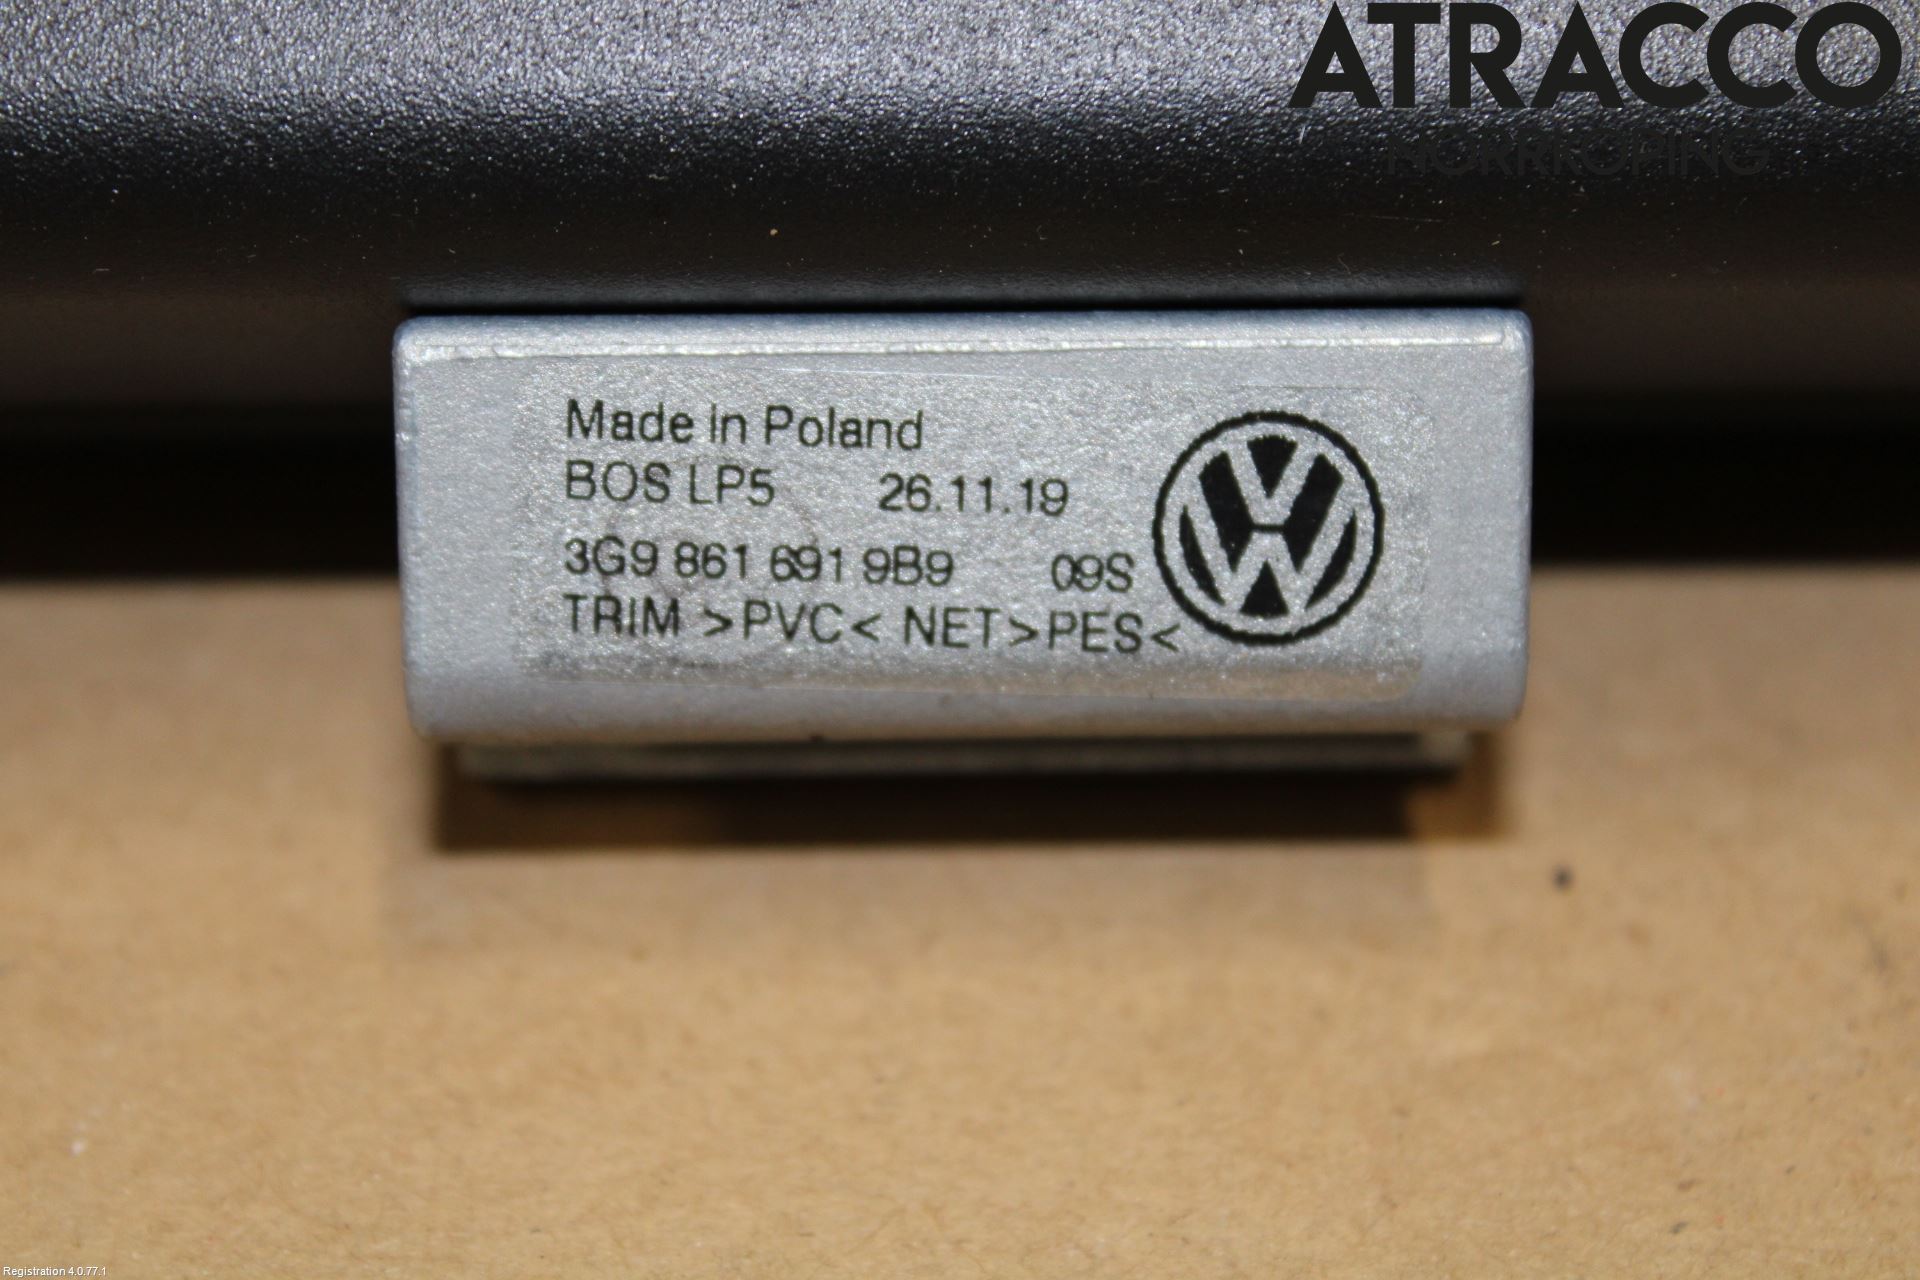 ATRACCO
NORRKÖPING
Made in Poland
BOS LP5 26.11.19
3G9 861 691 9B9 09S
TRIM >PVC< NET >PES<
Registration 4.0.77.1